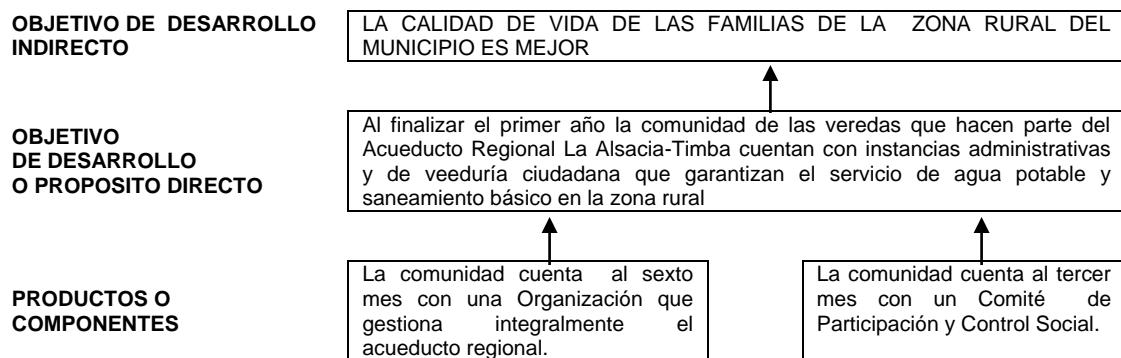 OBJETIVO DE DESARROLLO
INDIRECTO
LA CALIDAD DE VIDA DE LAS FAMILIAS DE LA ZONA RURAL DEL
MUNICIPIO ES MEJOR
OBJETIVO
DE DESARROLLO
O PROPOSITO DIRECTO
Al finalizar el primer año la comunidad de las veredas que hacen parte del
Acueducto Regional La Alsacia-Timba cuentan con instancias administrativas
y de veeduría ciudadana que garantizan el servicio de agua potable y
saneamiento básico en la zona rural
PRODUCTOS O
COMPONENTES
La comunidad cuenta al sexto
mes con una Organización que
gestiona integralmente el
acueducto regional.
La comunidad cuenta al tercer
mes con un Comité de
Participación y Control Social.